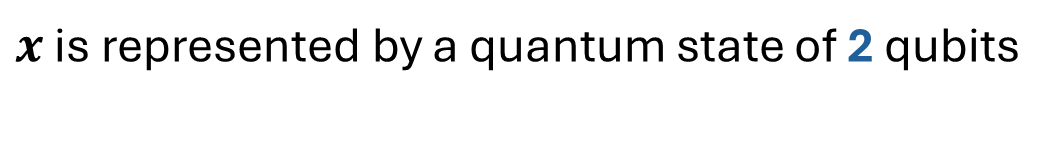 x is represented by a quantum state of 2 qubits